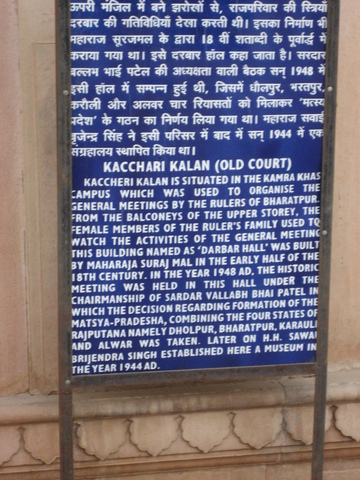 ऊपरी मंजिल में बने झरोखों से, राजपरिवार की स्त्रियाँ
दरबार की गतिविधियाँ देखा करती थी। इसका निर्माण भी
महाराज सूरजमल के द्वारा 18 वीं शताब्दी के पूर्वार्द्ध में
कराया गया था। इसे दरबार हॉल कहा जाता है। सरदार
बल्लभ भाई पटेल की अध्यक्षता वाली बैठक सन् 1948 में
इसी हॉल में सम्पन्न हुई थी, जिसमें धौलपुर, भरतपुर,
करौली और अलवर चार रियासतों को मिलाकर 'मत्स्य
प्रदेश' के गठन का निर्णय लिया गया था। महाराज सवाई
बृजेन्द्र सिंह ने इसी परिसर में बाद में सन् 1944 में एक
संग्रहालय स्थापित किया था।
KACCHARI KALAN (OLD COURT)
KACCHERI KALAN IS SITUATED IN THE KAMRA KHAS
CAMPUS WHICH WAS USED TO ORGANISE THE
GENERAL MEETINGS BY THE RULERS OF BHARATPUR.
FROM THE BALCONEYS OF THE UPPER STOREY, THE
FEMALE MEMBERS OF THE RULER'S FAMILY USED TO
WATCH THE ACTIVITIES OF THE GENERAL MEETING
THIS BUILDING NAMED AS 'DARBAR HALL' WAS BUILT
BY MAHARAJA SURAJ MAL IN THE EARLY HALF OF THE
18TH CENTURY. IN THE YEAR 1948 AD. THE HISTORIC
MEETING WAS HELD IN THIS HALL UNDER THE
CHAIRMANSHIP OF SARDAR VALLABH BHAI PATEL IN
WHICH THE DECISION REGARDING FORMATION OF THE
MATSYA-PRADESHA, COMBINING THE FOUR STATES OF
RAJPUTANA NAMELY DHOLPUR, BHARATPUR, KARAULI
AND ALWAR WAS TAKEN. LATER ON H.H. SAWAI
BRIJENDRA SINGH ESTABLISHED HERE A MUSEUM IN
THE YEAR 1944 AD.